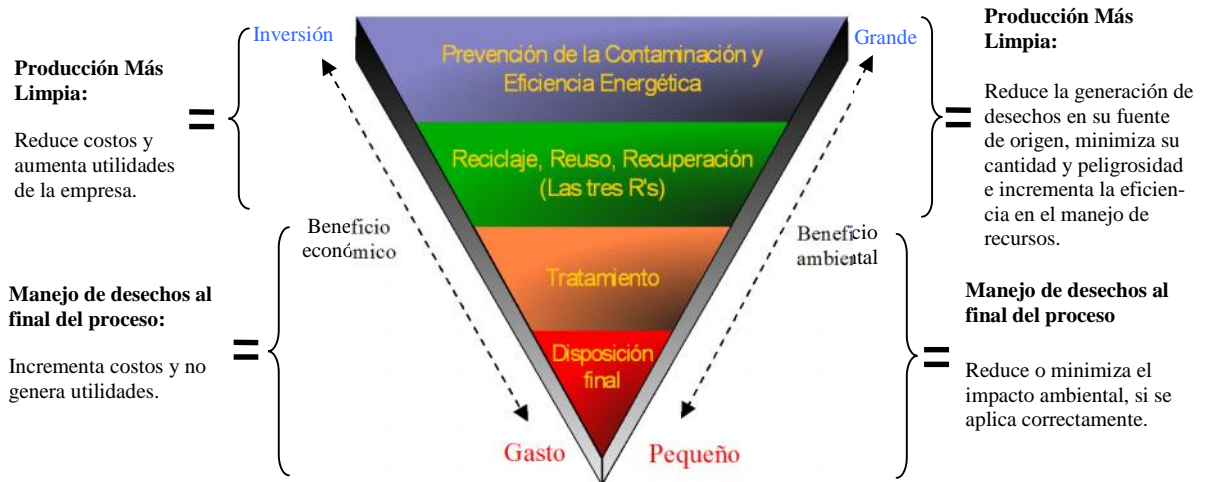 Producción Más
Limpia:
Reduce costos y
aumenta utilidades
de la empresa.
=
Manejo de desechos al
final del proceso:
Incrementa costos y no
genera utilidades.
=
Inversión
Beneficio
económico
Gasto
Prevención de la Contaminación y
Eficiencia Energética
Reciclaje, Reuso, Recuperación
(Las tres R's)
Tratamiento
Disposición
final
Grande
Beneficio
ambiental
Pequeño
=
Producción Más
Limpia:
Reduce la generación de
desechos en su fuente
de origen, minimiza su
cantidad y peligrosidad
e incrementa la eficien-
cia en el manejo de
recursos.
=
Manejo de desechos al
final del proceso
Reduce o minimiza el
impacto ambiental, si se
aplica correctamente.